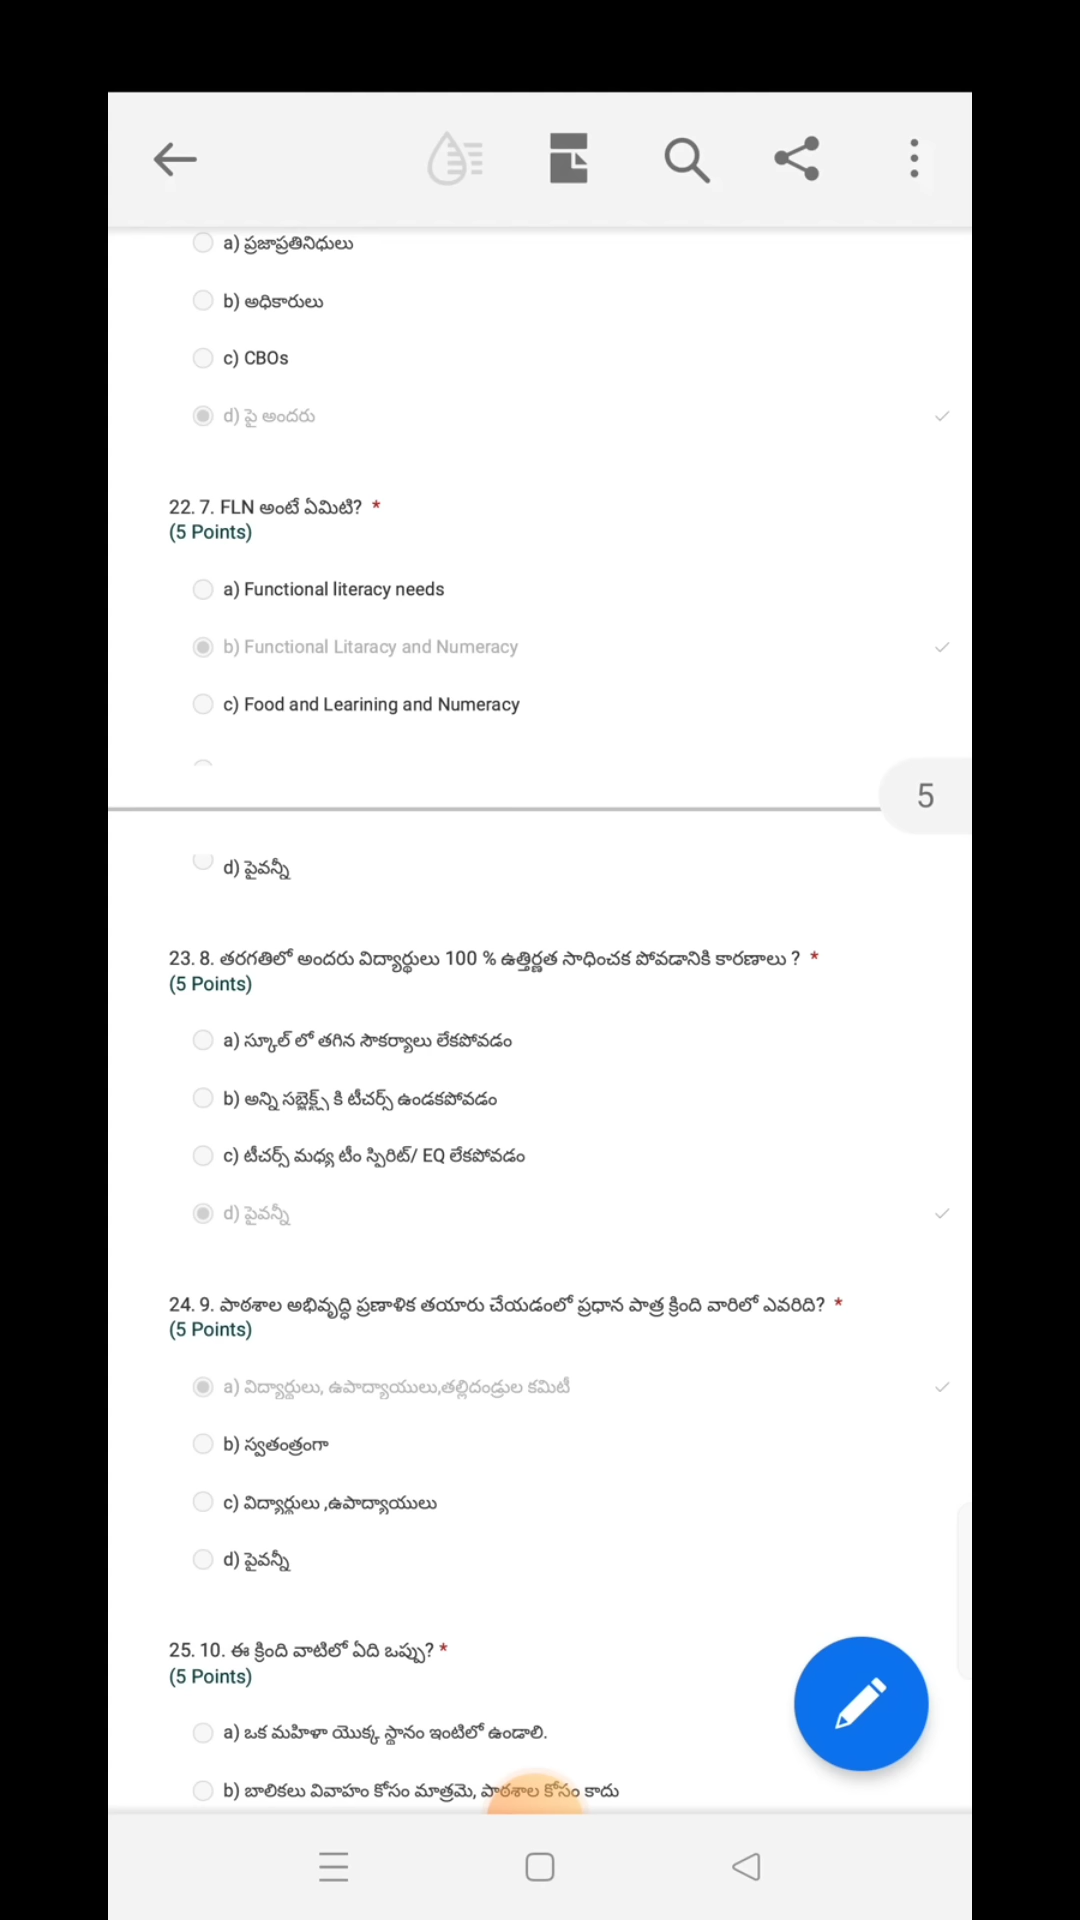 a) ప్రజాప్రతినిధులు
b) అధికారులు
c) CBOs
d) పై అందరు
22. 7. FLN అంటే ఏమిటి? *
(5 Points)
a) Functional literacy needs
b) Functional Litaracy and Numeracy
c) Food and Learining and Numeracy
5
d) పైవన్నీ
23. 8. తరగతిలో అందరు విద్యార్థులు 100 % ఉత్తిర్ణత సాధించక పోవడానికి కారణాలు ? *
(5 Points)
a) స్కూల్ లో తగిన సౌకర్యాలు లేకపోవడం
b) అన్ని సబ్జెక్ట్స్ కి టీచర్స్ ఉండకపోవడం
c) టీచర్స్ మధ్య టీం స్పిరిట్/ EQ లేకపోవడం
d) పైవన్నీ
24. 9. పాఠశాల అభివృద్ధి ప్రణాళిక తయారు చేయడంలో ప్రధాన పాత్ర క్రింది వారిలో ఎవరిది? *
(5 Points)
a) విద్యార్థులు, ఉపాద్యాయులు,తల్లిదండ్రుల కమిటీ
b) స్వతంత్రంగా
c) విద్యార్థులు ,ఉపాద్యాయులు
d) పైవన్నీ
25. 10. ఈ క్రింది వాటిలో ఏది ఒప్పు? *
(5 Points)
a) ఒక మహిళా యొక్క స్థానం ఇంటిలో ఉండాలి.
b) బాలికలు వివాహం కోసం మాత్రమె, పాఠశాల కోసం కాదు